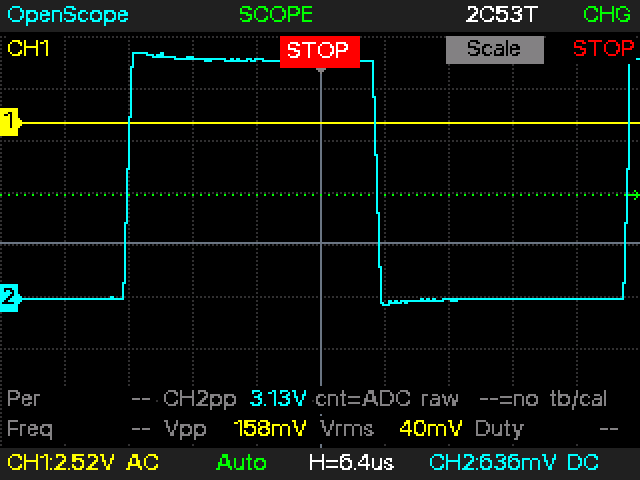 OpenScope SCOPE 2C53T CHG
CH1 STOP Scale STOP
1
2
Per -- CH2pp 3.13V cnt=ADC raw --=no tb/cal
Freq -- Vpp 158mV Vrms 40mV Duty --
CH1:2.52V AC Auto H=6.4us CH2:636mV DC